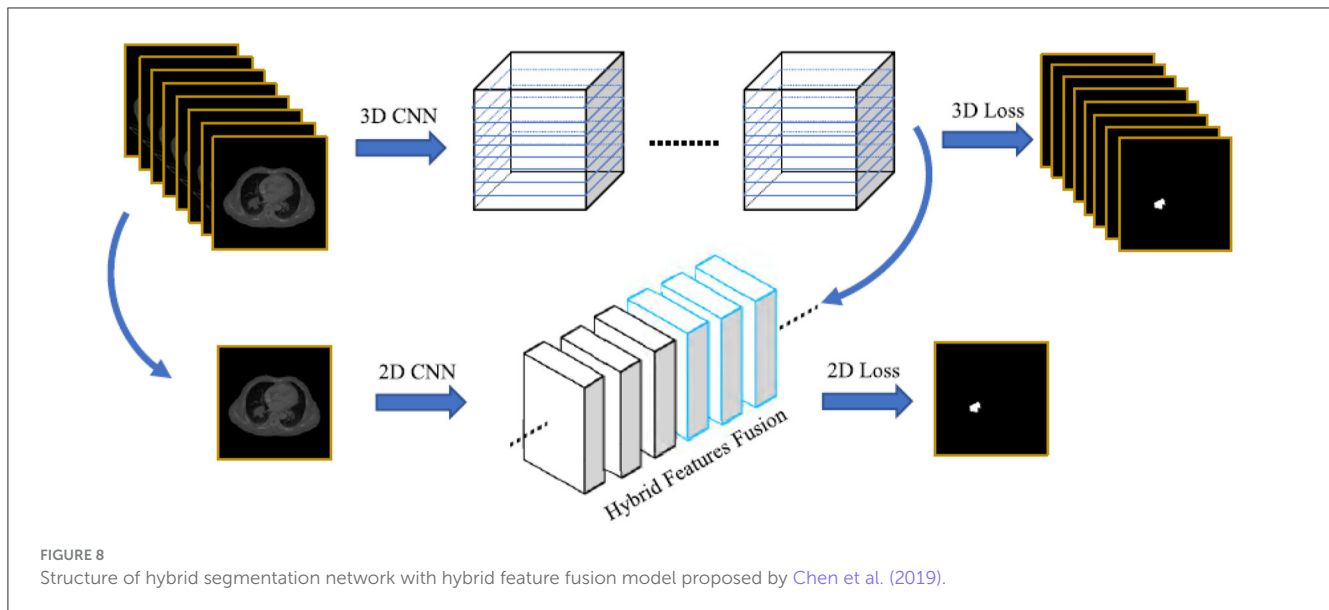 3D CNN
3D Loss
2D CNN
2D Loss
Hybrid Features Fusion
FIGURE 8
Structure of hybrid segmentation network with hybrid feature fusion model proposed by Chen et al. (2019).